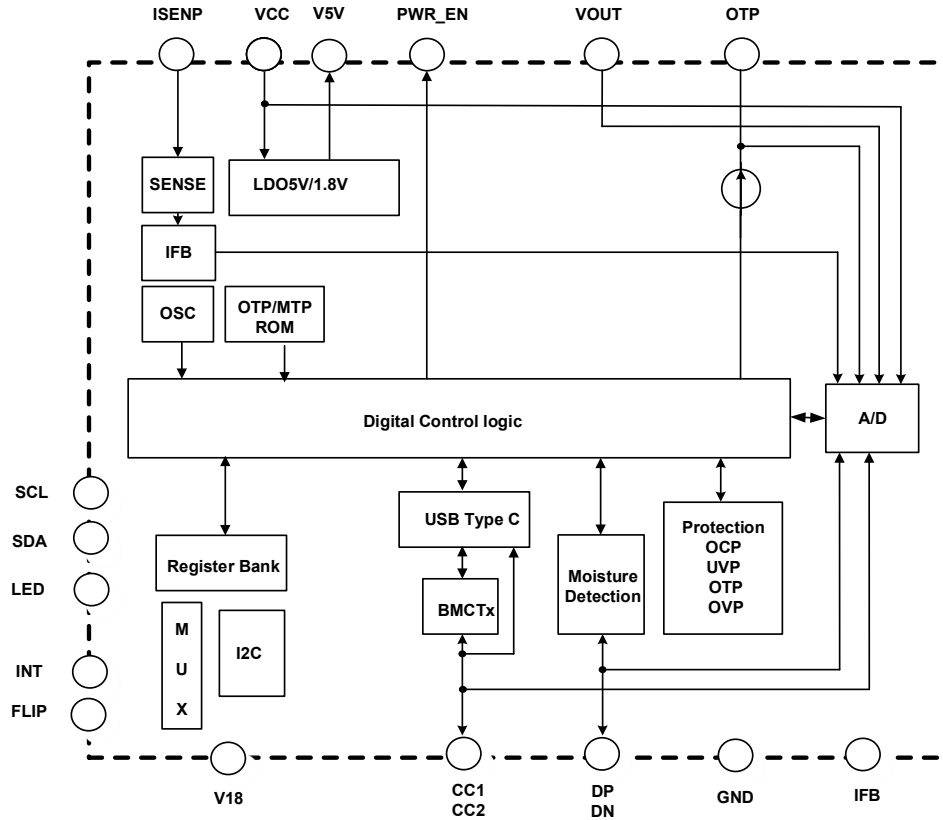 ISENP
VCC
V5V
PWR_EN
VOUT
OTP
SENSE
LDO5V/1.8V
IFB
OSC
OTP/MTP
ROM
Digital Control logic
A/D
SCL
SDA
LED
INT
FLIP
USB Type C
Register Bank
BMCTx
Moisture
Detection
Protection
OCP
UVP
OTP
OVP
M
U
X
I2C
V18
CC1
CC2
DP
DN
GND
IFB